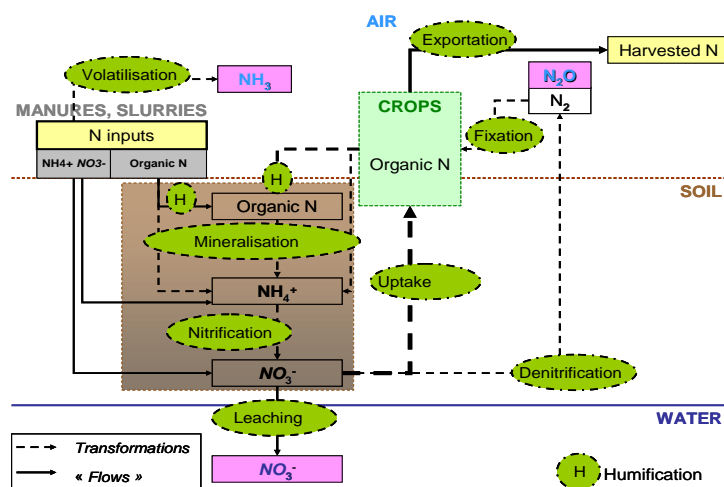 AIR
Exportation
Harvested N
Volatilisation
NH3
N2O
N2
MANURES, SLURRIES
CROPS
N inputs
Fixation
NH4+ NO3-
Organic N
Organic N
H
H
SOIL
Organic N
Mineralisation
NH4+
Uptake
Nitrification
NO3-
Denitrification
Leaching
WATER
Transformations
« Flows »
NO3-
H
Humification